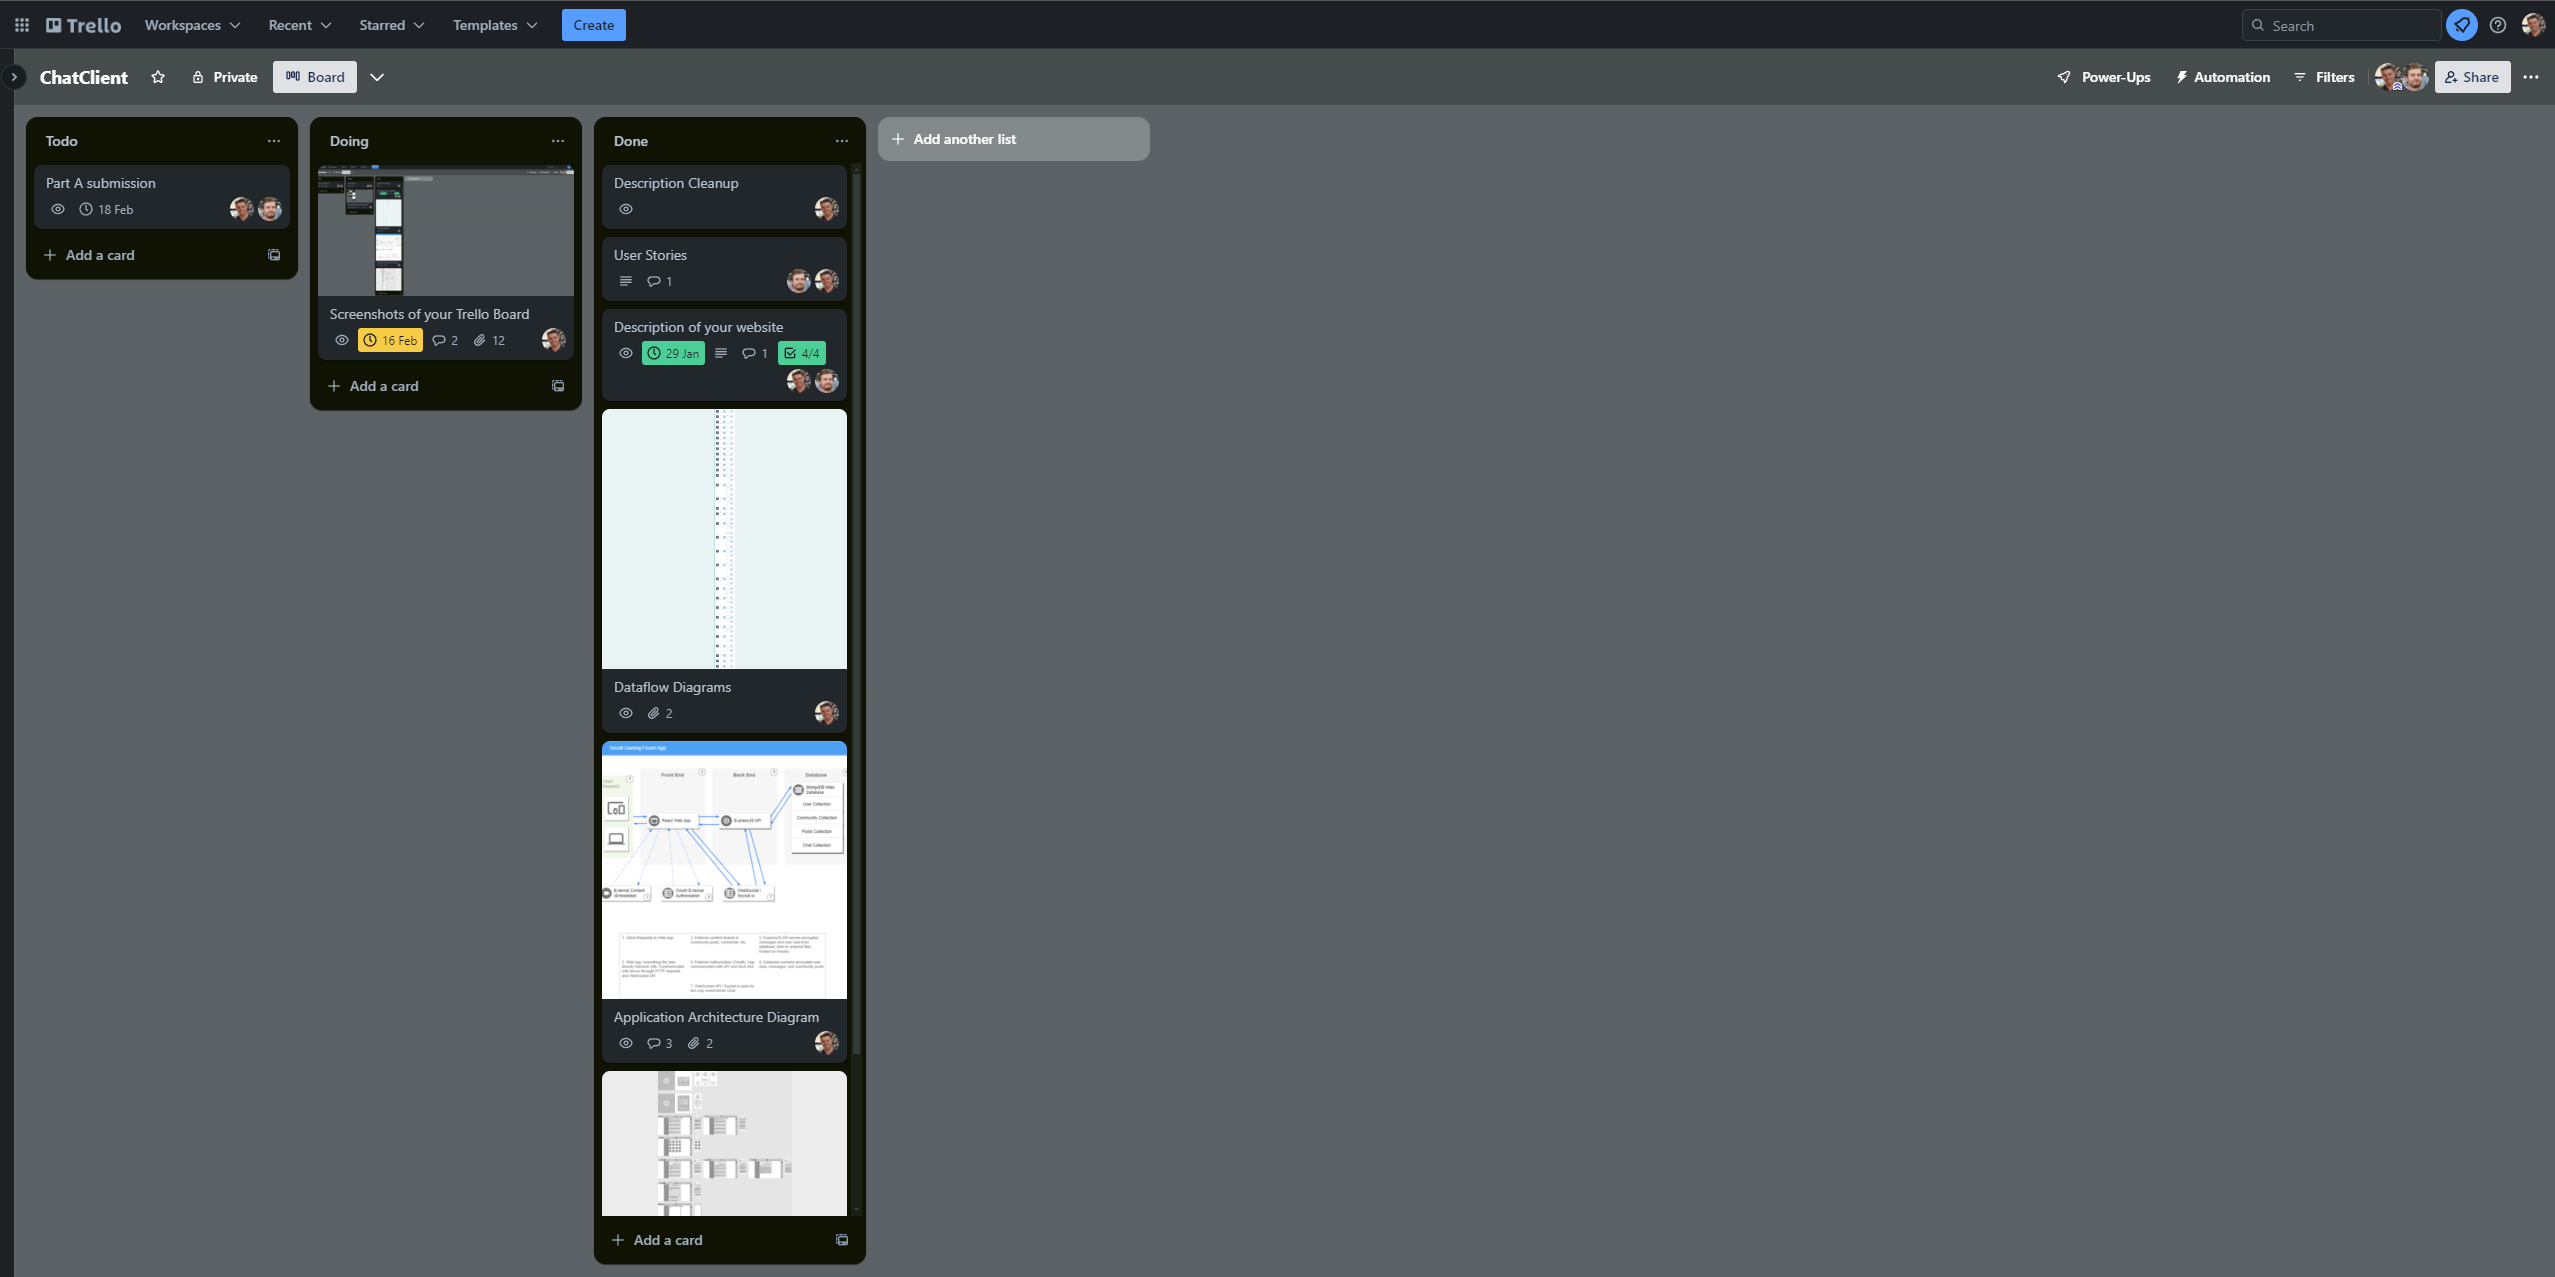 Trello
Workspaces
Recent
Starred
Templates
Create
Search
ChatClient
Private
Board
Power-Ups
Automation
Filters
Share
Todo
Part A submission
18 Feb
Add a card
Doing
Screenshots of your Trello Board
16 Feb
2
12
Add a card
Done
Description Cleanup
User Stories
1
Description of your website
29 Jan
1
4/4
Dataflow Diagrams
2
Social Gaming Forum App
Front End
Back End
Database
MongoDB Atlas
Database
User Collection
Community Collection
Posts Collection
Chat Collection
React Web App
ExpressJS API
External Content
(Embedded)
OAuth External
Authorisation
WebSocket /
Socket.io
Application Architecture Diagram
3
2
Add a card
Add another list